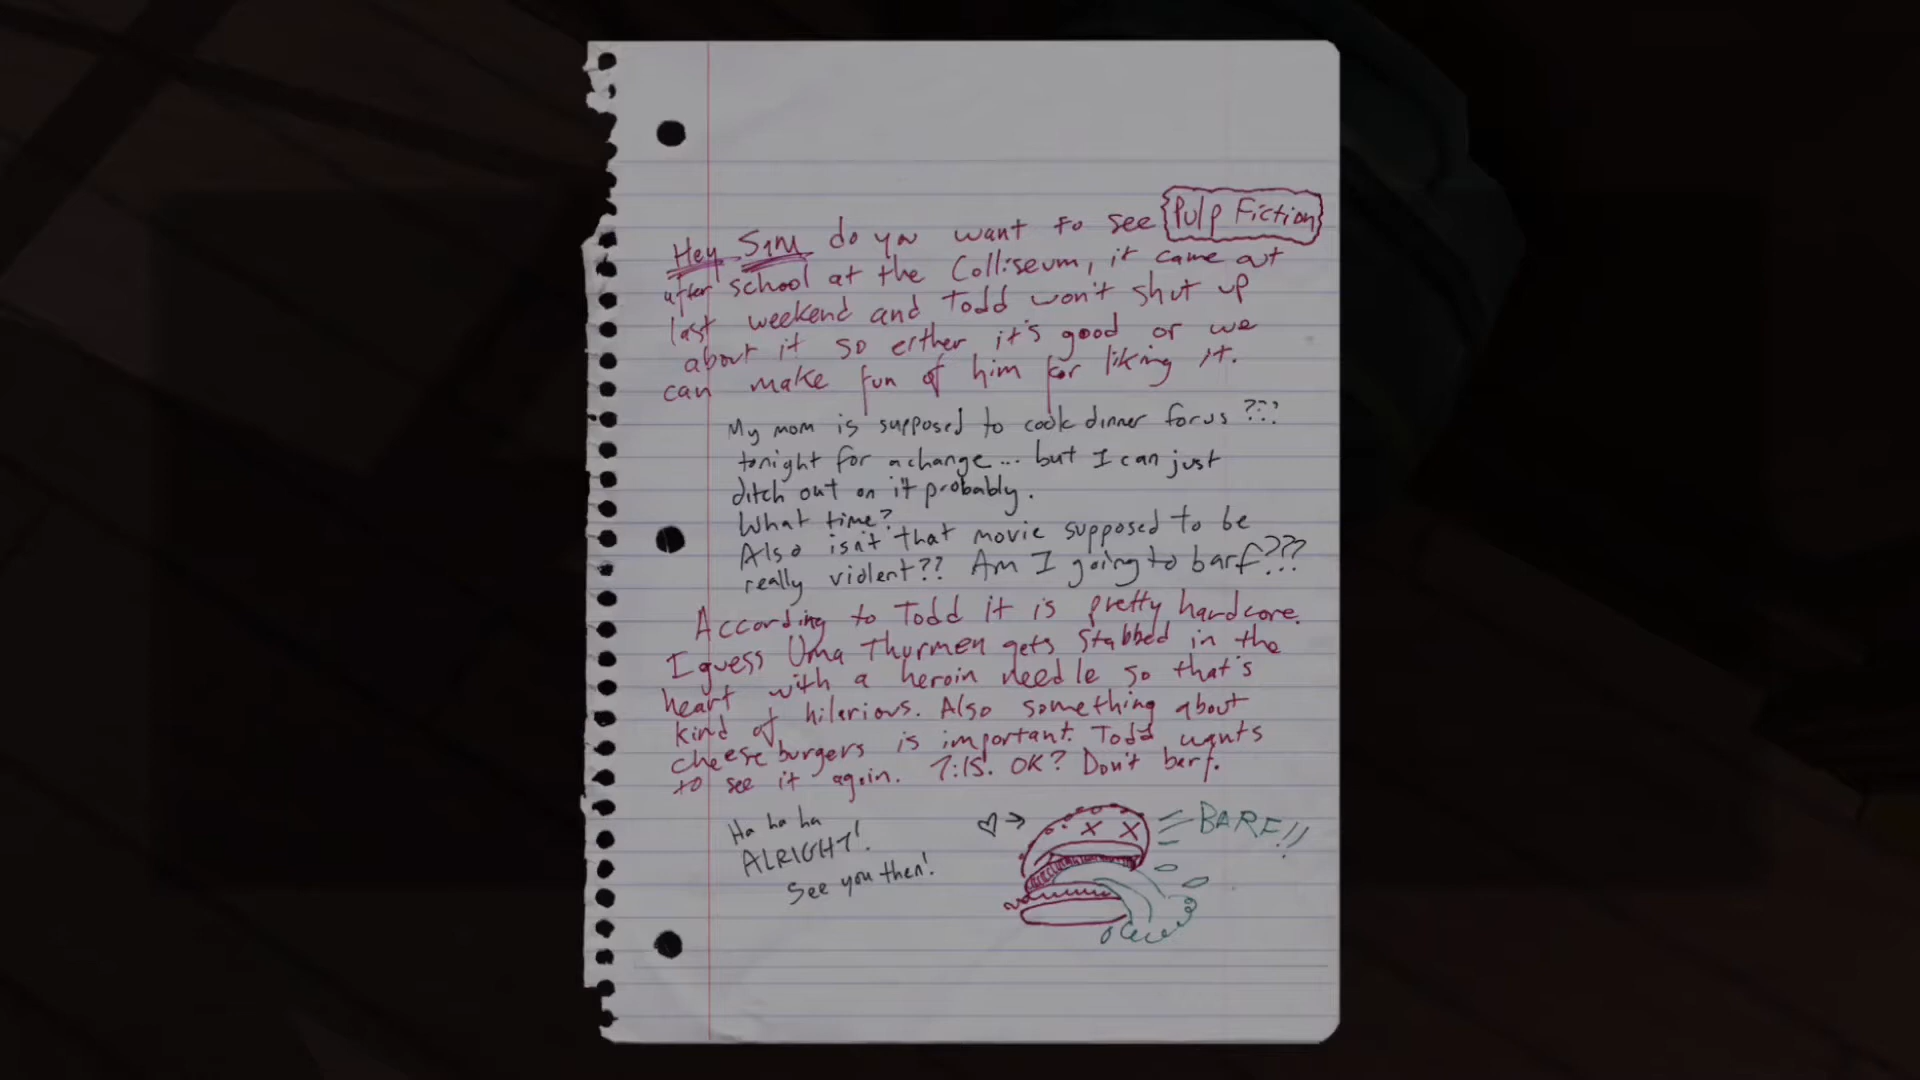 Hey SAM do you want to see Pulp Fiction
after school at the Colliseum, it came out
last weekend and Todd won't shut up
about it so either it's good or we
can make fun of him for liking it.
My mom is supposed to cook dinner for us ???
tonight for a change... but I can just
ditch out on it probably.
What time?
Also isn't that movie supposed to be
really violent?? Am I going to barf???
According to Todd it is pretty hardcore.
I guess Uma Thurmen gets stabbed in the
heart with a heroin needle so that's
kind of hilarious. Also something about
cheeseburgers is important. Todd wants
to see it again. 7:15. OK? Don't barf.
Ha ha ha
ALRIGHT!
See you then!
BARF!!